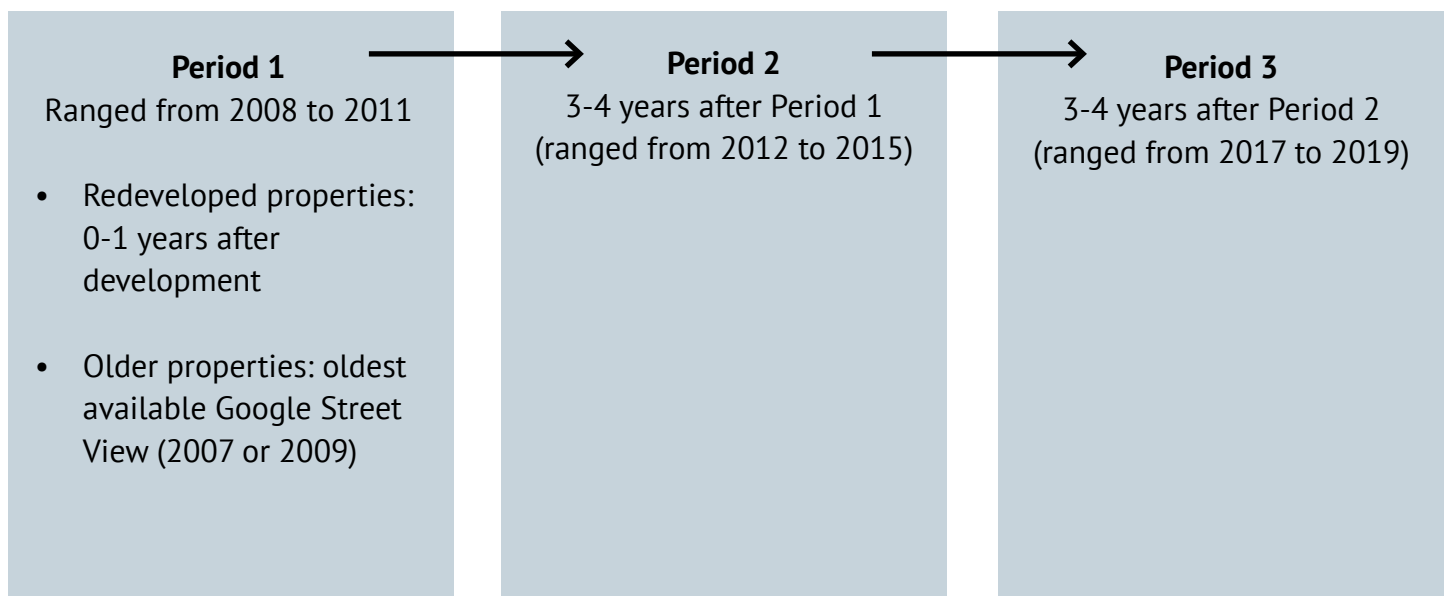 Period 1
Ranged from 2008 to 2011
• Redeveloped properties:
0-1 years after
development
• Older properties: oldest
available Google Street
View (2007 or 2009)
Period 2
3-4 years after Period 1
(ranged from 2012 to 2015)
Period 3
3-4 years after Period 2
(ranged from 2017 to 2019)